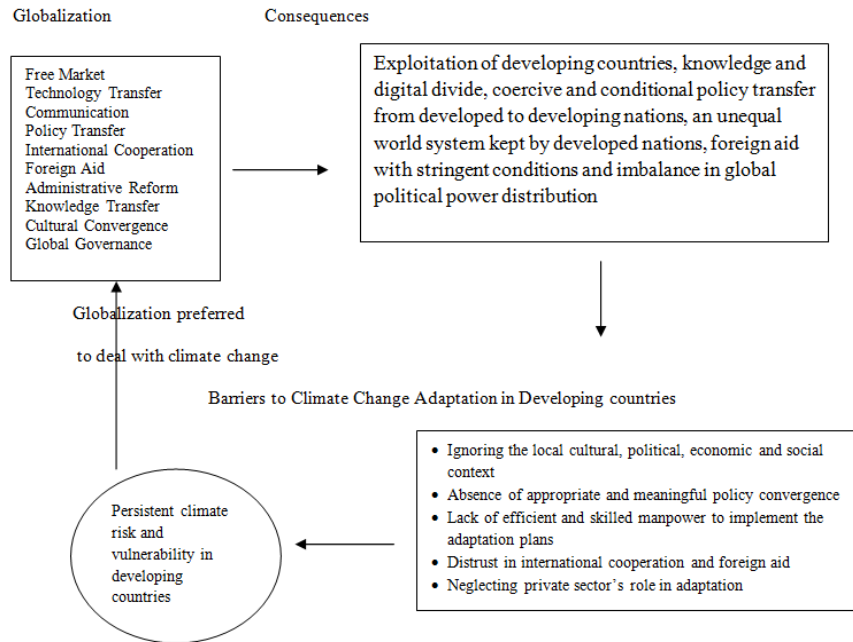 Globalization
Consequences
Free Market
Technology Transfer
Communication
Policy Transfer
International Cooperation
Foreign Aid
Administrative Reform
Knowledge Transfer
Cultural Convergence
Global Governance
Exploitation of developing countries, knowledge and
digital divide, coercive and conditional policy transfer
from developed to developing nations, an unequal
world system kept by developed nations, foreign aid
with stringent conditions and imbalance in global
political power distribution
Globalization preferred
to deal with climate change
Barriers to Climate Change Adaptation in Developing countries
• Ignoring the local cultural, political, economic and social
context
• Absence of appropriate and meaningful policy convergence
• Lack of efficient and skilled manpower to implement the
adaptation plans
• Distrust in international cooperation and foreign aid
• Neglecting private sector’s role in adaptation
Persistent climate
risk and
vulnerability in
developing
countries